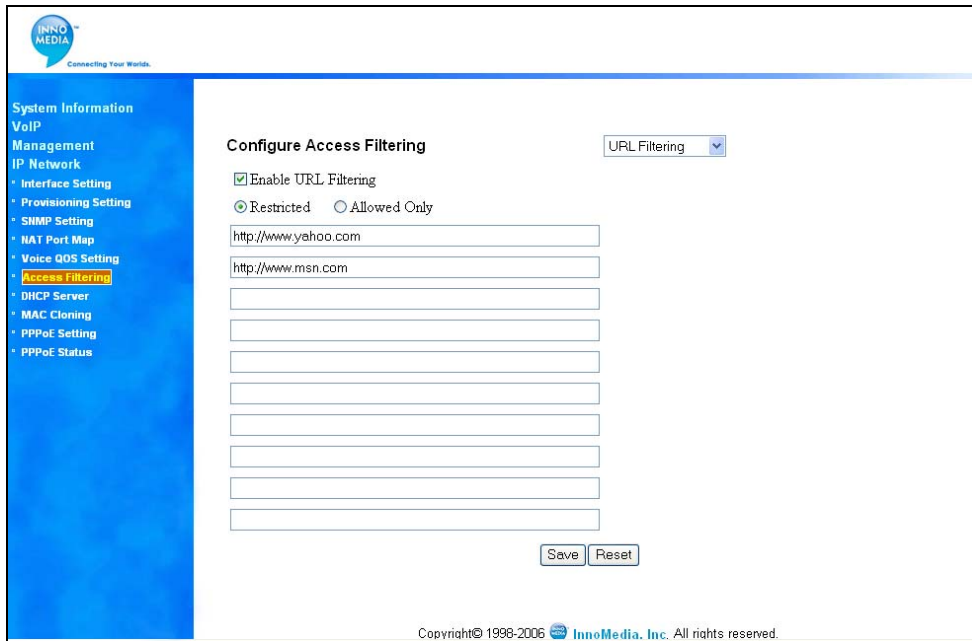 INNO
MEDIA
™
Connecting Your Worlds.
System Information
VoIP
Management
IP Network
Interface Setting
Provisioning Setting
SNMP Setting
NAT Port Map
Voice QOS Setting
Access Filtering
DHCP Server
MAC Cloning
PPPoE Setting
PPPoE Status
Configure Access Filtering
URL Filtering
Enable URL Filtering
Restricted Allowed Only
http://www.yahoo.com
http://www.msn.com
Save Reset
Copyright© 1998-2006 INNO MEDIA InnoMedia, Inc. All rights reserved.